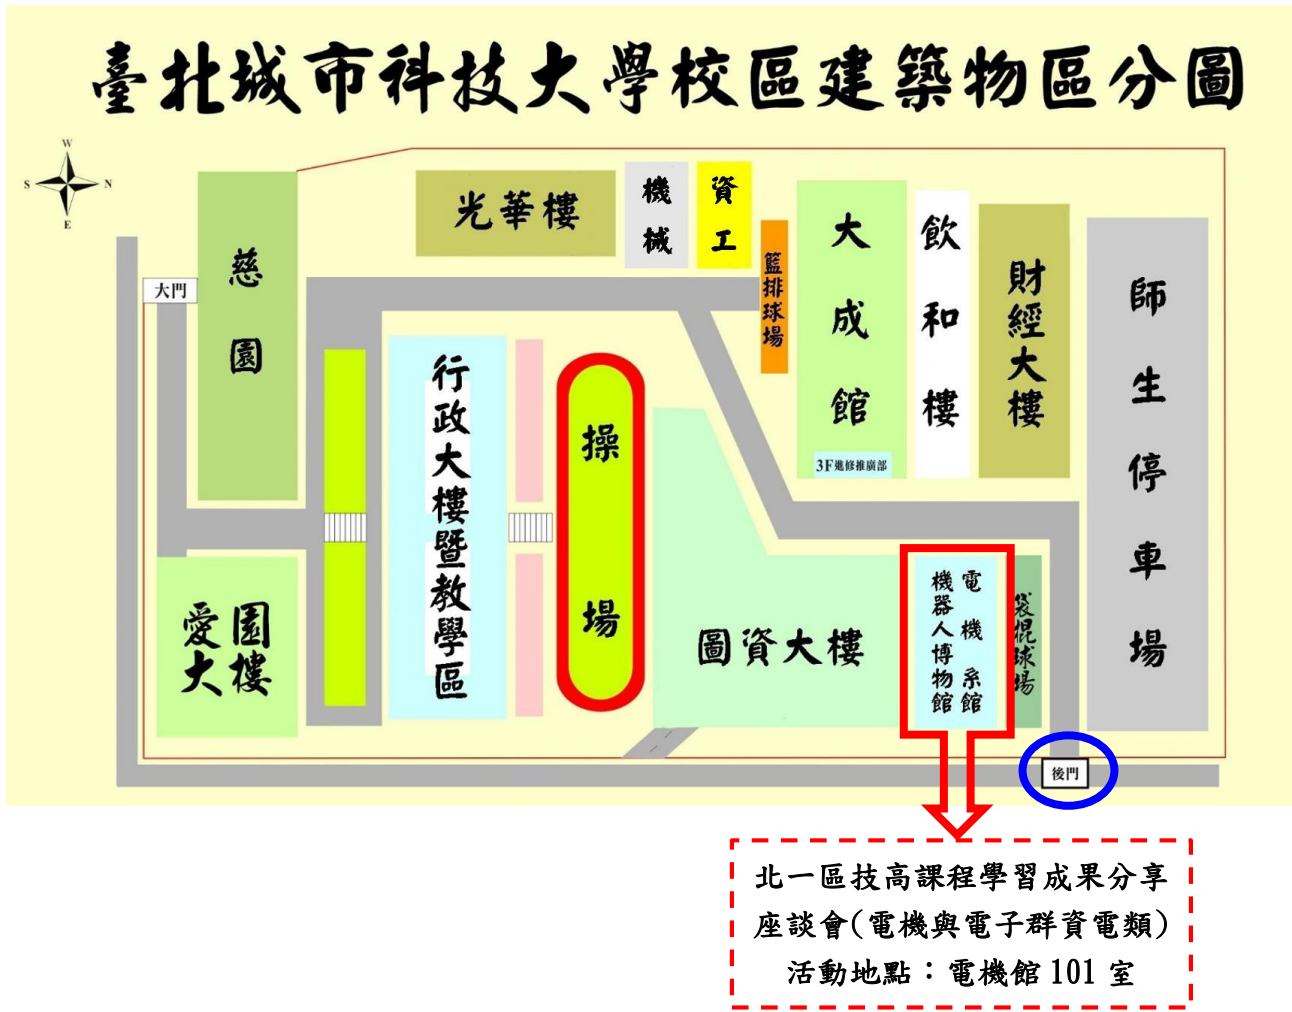 臺北城市科技大學校區建築物區分圖
W
S
N
E
大門
慈園
光華樓
機械
資工
籃排球場
大成館
3F進修推廣部
飲和樓
財經大樓
師生停車場
行政大樓暨教學區
操場
愛園大樓
圖資大樓
電機系館
機器人博物館
袋棍球場
後門
北一區技高課程學習成果分享
座談會(電機與電子群資電類)
活動地點：電機館 101 室